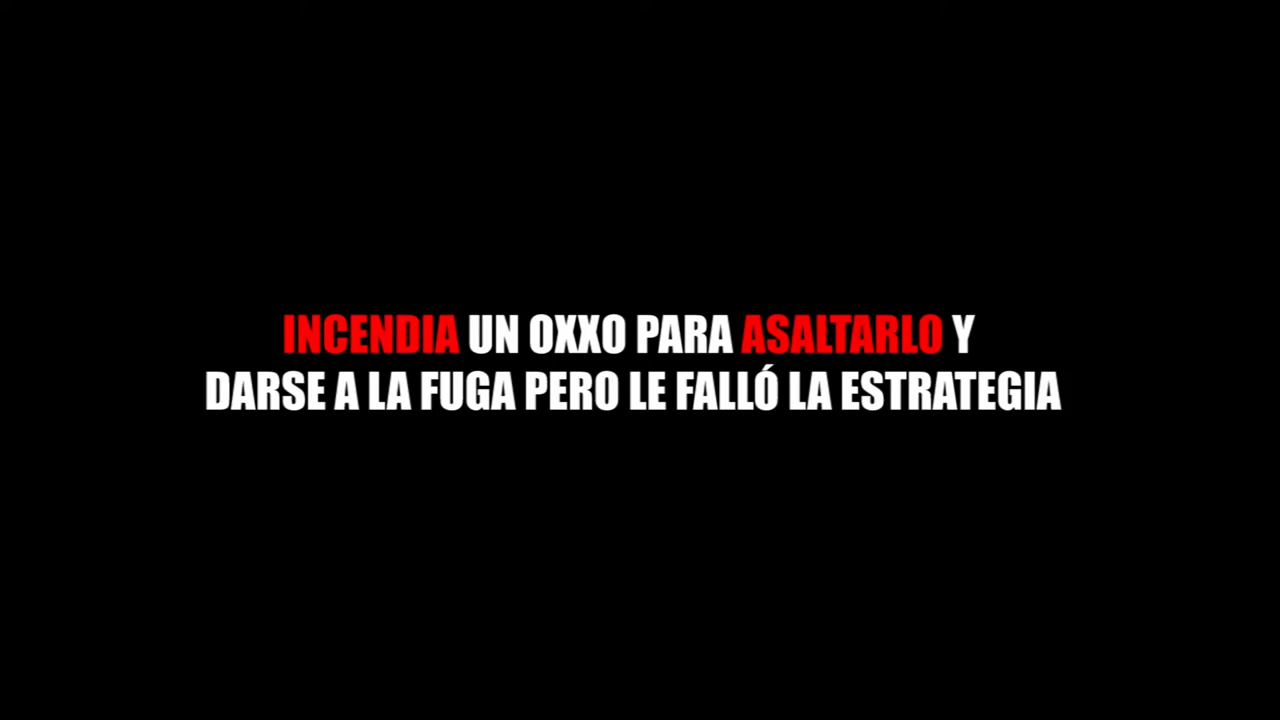 INCENDIA UN OXXO PARA ASALTARLO Y
DARSE A LA FUGA PERO LE FALLÓ LA ESTRATEGIA